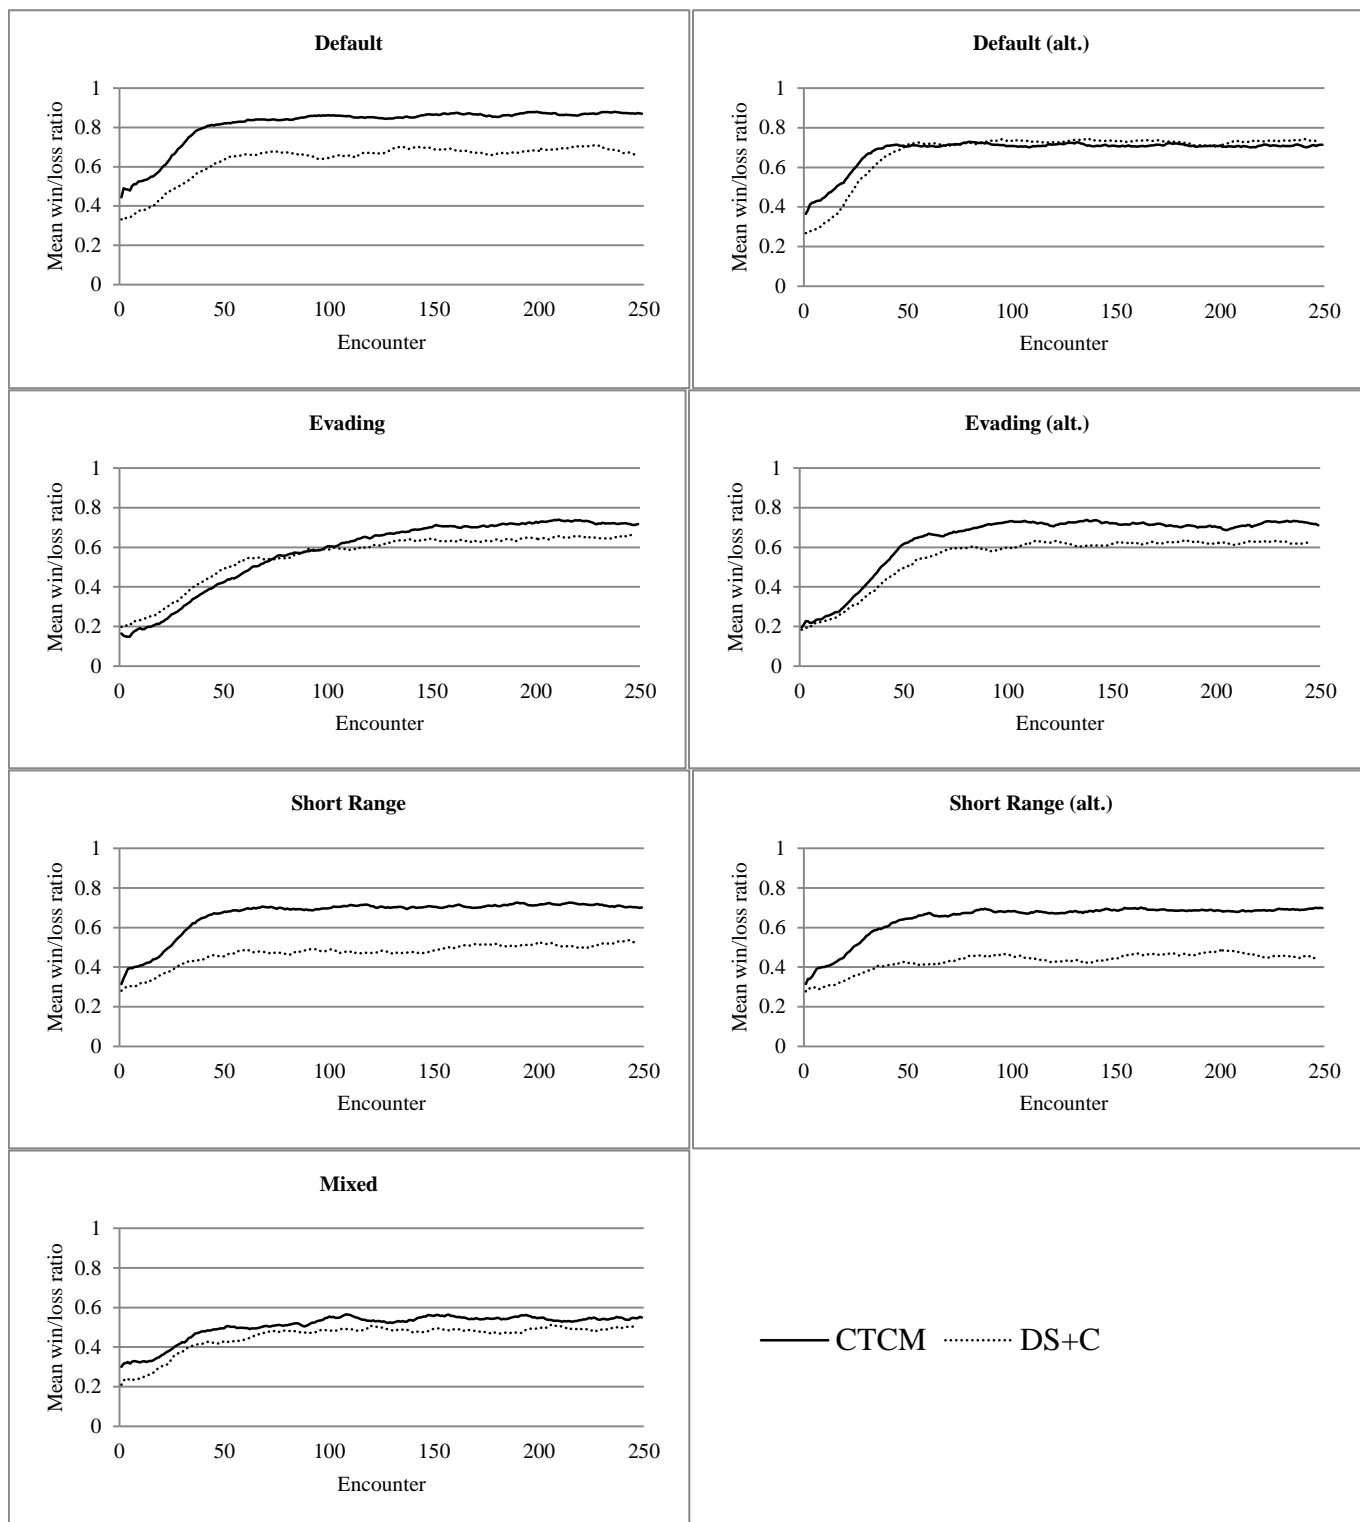 Default
Mean win/loss ratio
1
0.8
0.6
0.4
0.2
0
0 50 100 150 200 250
Encounter
Default (alt.)
Mean win/loss ratio
1
0.8
0.6
0.4
0.2
0
0 50 100 150 200 250
Encounter
Evading
Mean win/loss ratio
1
0.8
0.6
0.4
0.2
0
0 50 100 150 200 250
Encounter
Evading (alt.)
Mean win/loss ratio
1
0.8
0.6
0.4
0.2
0
0 50 100 150 200 250
Encounter
Short Range
Mean win/loss ratio
1
0.8
0.6
0.4
0.2
0
0 50 100 150 200 250
Encounter
Short Range (alt.)
Mean win/loss ratio
1
0.8
0.6
0.4
0.2
0
0 50 100 150 200 250
Encounter
Mixed
Mean win/loss ratio
1
0.8
0.6
0.4
0.2
0
0 50 100 150 200 250
Encounter
CTCM DS+C